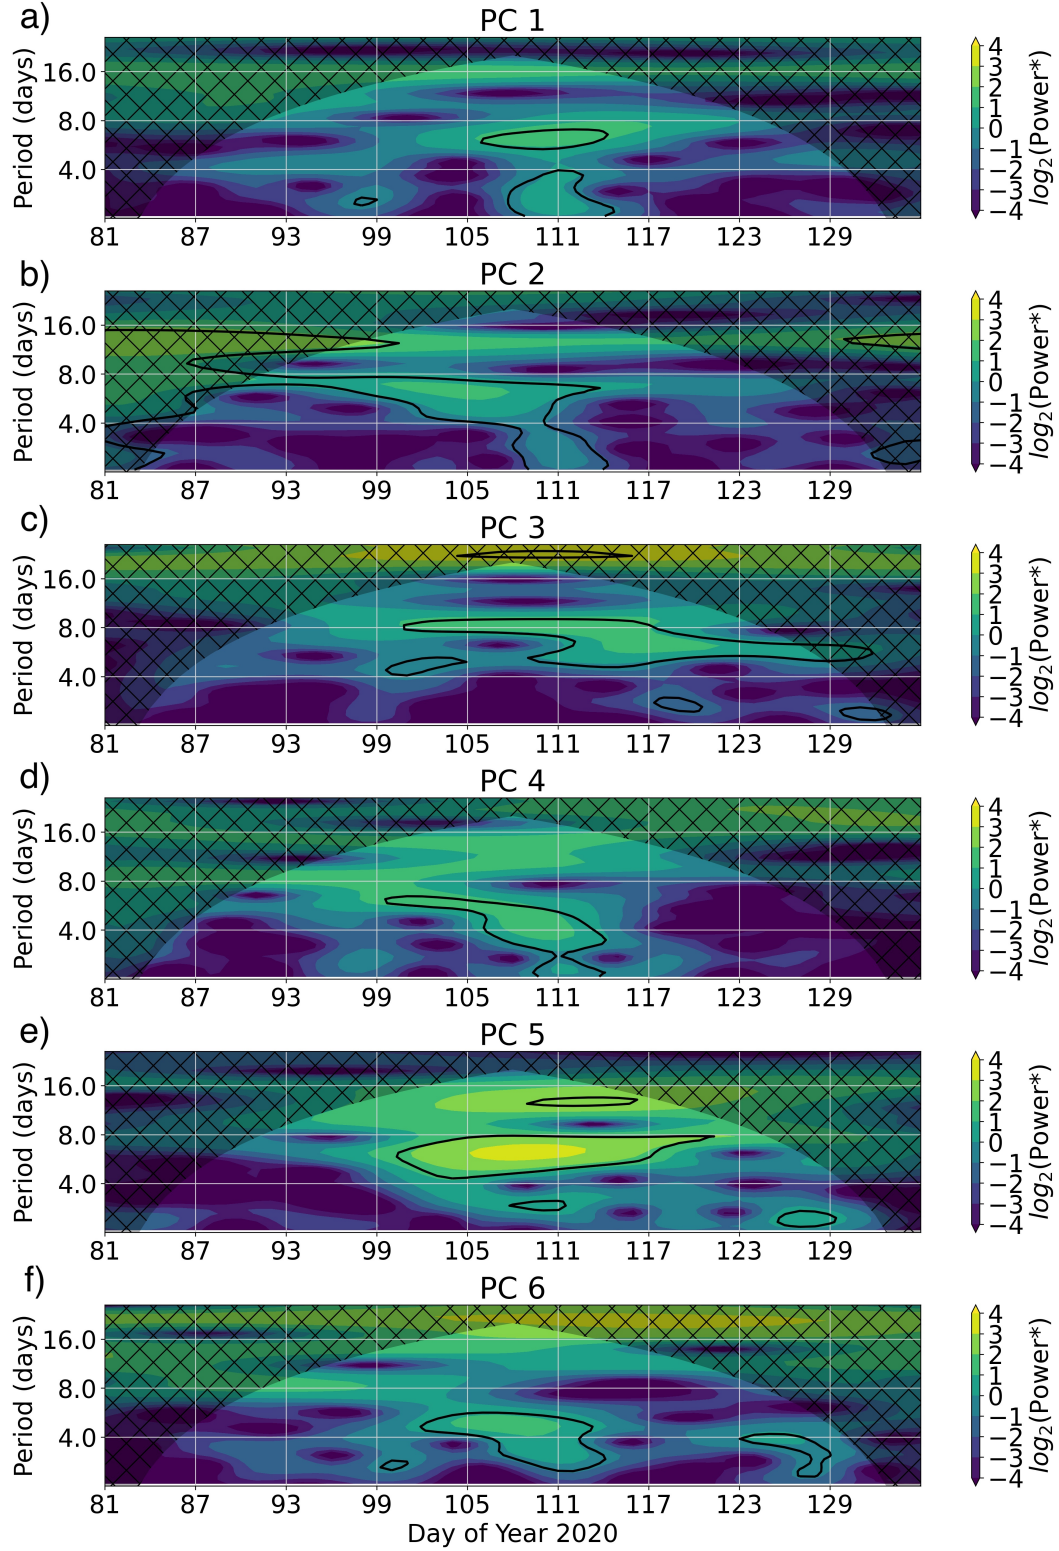 a)
PC 1
Period (days)
16.0
8.0
4.0
81 87 93 99 105 111 117 123 129
4
3
2
1
0
−1
−2
−3
−4
log2(Power*)
b)
PC 2
Period (days)
16.0
8.0
4.0
81 87 93 99 105 111 117 123 129
4
3
2
1
0
−1
−2
−3
−4
log2(Power*)
c)
PC 3
Period (days)
16.0
8.0
4.0
81 87 93 99 105 111 117 123 129
4
3
2
1
0
−1
−2
−3
−4
log2(Power*)
d)
PC 4
Period (days)
16.0
8.0
4.0
81 87 93 99 105 111 117 123 129
4
3
2
1
0
−1
−2
−3
−4
log2(Power*)
e)
PC 5
Period (days)
16.0
8.0
4.0
81 87 93 99 105 111 117 123 129
4
3
2
1
0
−1
−2
−3
−4
log2(Power*)
f)
PC 6
Period (days)
16.0
8.0
4.0
81 87 93 99 105 111 117 123 129
Day of Year 2020
4
3
2
1
0
−1
−2
−3
−4
log2(Power*)